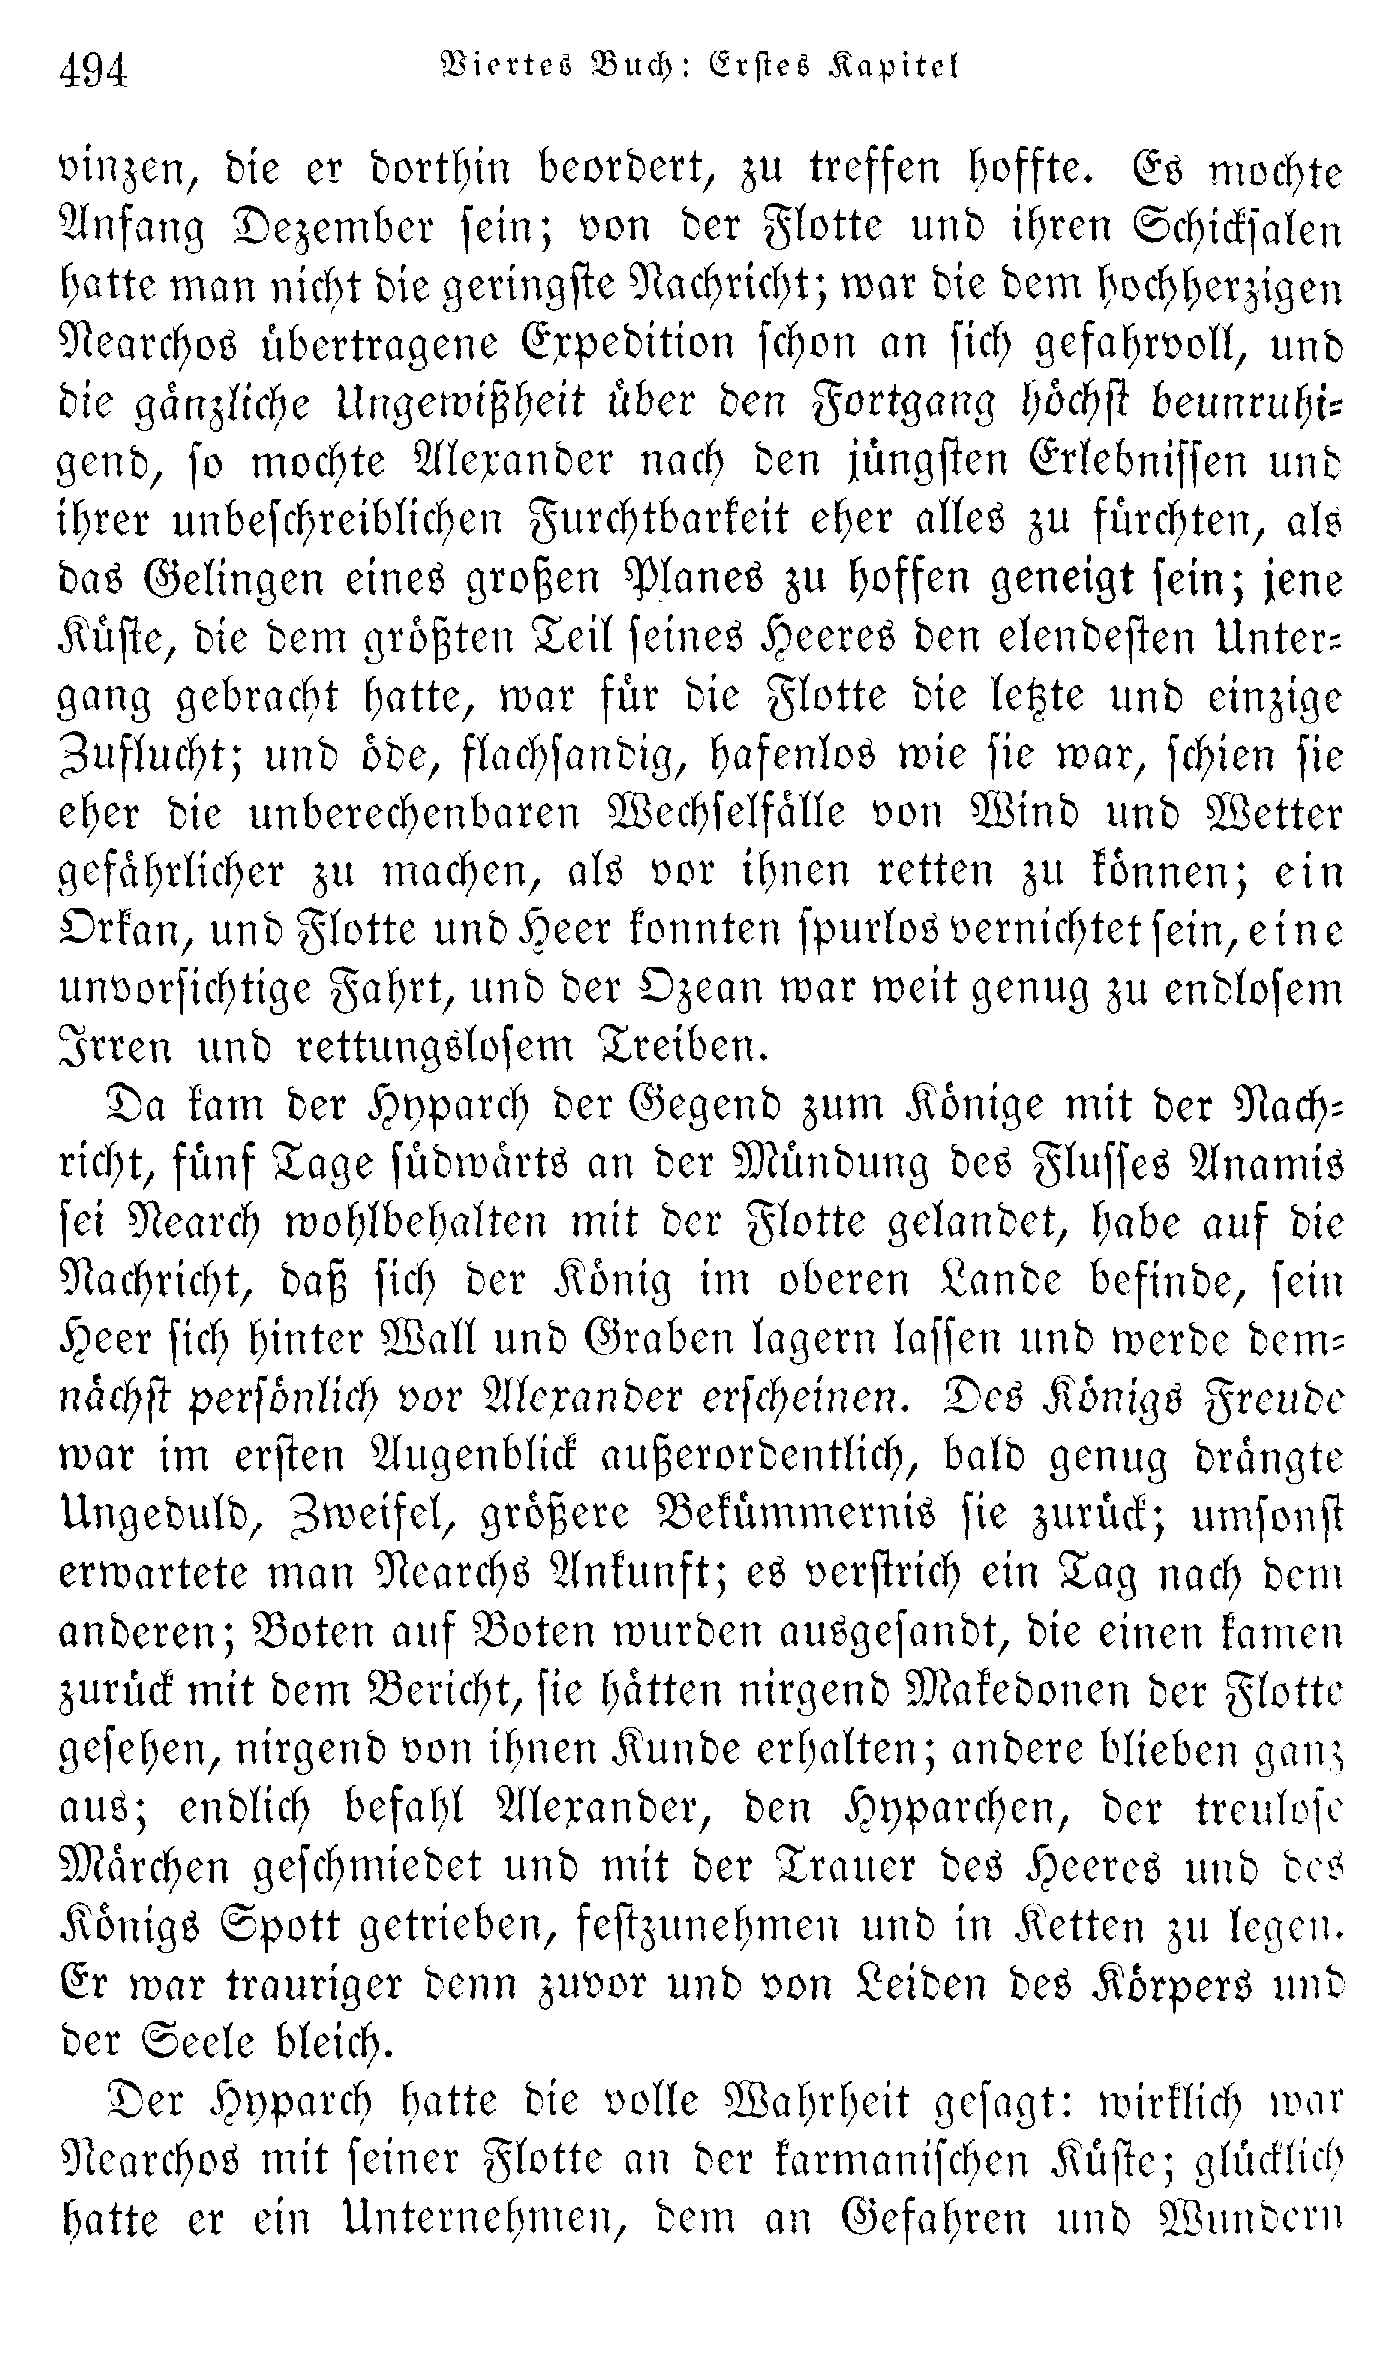 494 Viertes Buch: Erstes Kapitel
vinzen, die er dorthin beordert, zu treffen hoffte. Es mochte
Anfang Dezember sein; von der Flotte und ihren Schicksalen
hatte man nicht die geringste Nachricht; war die dem hochherzigen
Nearchos übertragene Expedition schon an sich gefahrvoll, und
die gänzliche Ungewißheit über den Fortgang höchst beunruhi-
gend, so mochte Alexander nach den jüngsten Erlebnissen und
ihrer unbeschreiblichen Furchtbarkeit eher alles zu fürchten, als
das Gelingen eines großen Planes zu hoffen geneigt sein; jene
Küste, die dem größten Teil seines Heeres den elendesten Unter-
gang gebracht hatte, war für die Flotte die letzte und einzige
Zuflucht; und öde, flachsandig, hafenlos wie sie war, schien sie
eher die unberechenbaren Wechselfälle von Wind und Wetter
gefährlicher zu machen, als vor ihnen retten zu können; ein
Orkan, und Flotte und Heer konnten spurlos vernichtet sein, eine
unvorsichtige Fahrt, und der Ozean war weit genug zu endlosem
Irren und rettungslosem Treiben.
Da kam der Hyparch der Gegend zum Könige mit der Nach-
richt, fünf Tage südwärts an der Mündung des Flusses Anamis
sei Nearch wohlbehalten mit der Flotte gelandet, habe auf die
Nachricht, daß sich der König im oberen Lande befinde, sein
Heer sich hinter Wall und Graben lagern lassen und werde dem-
nächst persönlich vor Alexander erscheinen. Des Königs Freude
war im ersten Augenblick außerordentlich, bald genug drängte
Ungeduld, Zweifel, größere Bekümmernis sie zurück; umsonst
erwartete man Nearchs Ankunft; es verstrich ein Tag nach dem
anderen; Boten auf Boten wurden ausgesandt, die einen kamen
zurück mit dem Bericht, sie hätten nirgend Makedonen der Flotte
gesehen, nirgend von ihnen Kunde erhalten; andere blieben ganz
aus; endlich befahl Alexander, den Hyparchen, der treulose
Märchen geschmiedet und mit der Trauer des Heeres und des
Königs Spott getrieben, festzunehmen und in Ketten zu legen.
Er war trauriger denn zuvor und von Leiden des Körpers und
der Seele bleich.
Der Hyparch hatte die volle Wahrheit gesagt: wirklich war
Nearchos mit seiner Flotte an der karmanischen Küste; glücklich
hatte er ein Unternehmen, dem an Gefahren und Wundern